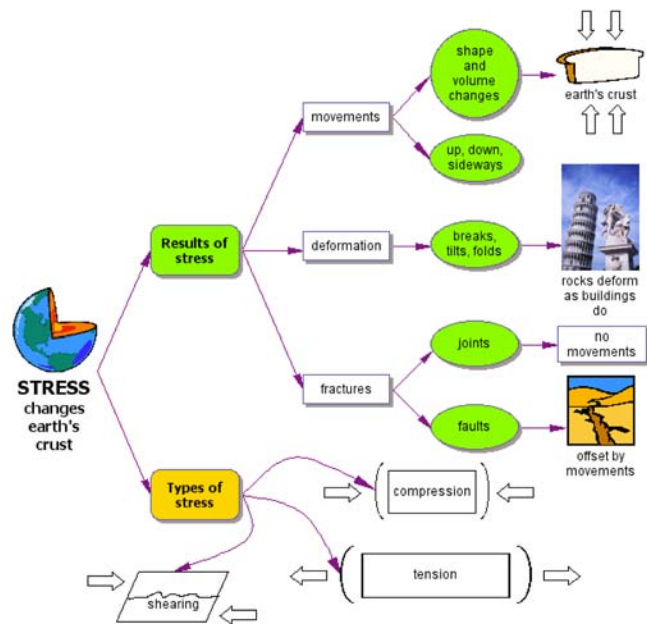 STRESS
changes
earth's
crust
Results of
stress
movements
shape
and
volume
changes
earth's crust
up, down,
sideways
deformation
breaks,
tilts, folds
rocks deform
as buildings
do
fractures
joints
no
movements
faults
offset by
movements
Types of
stress
compression
tension
shearing